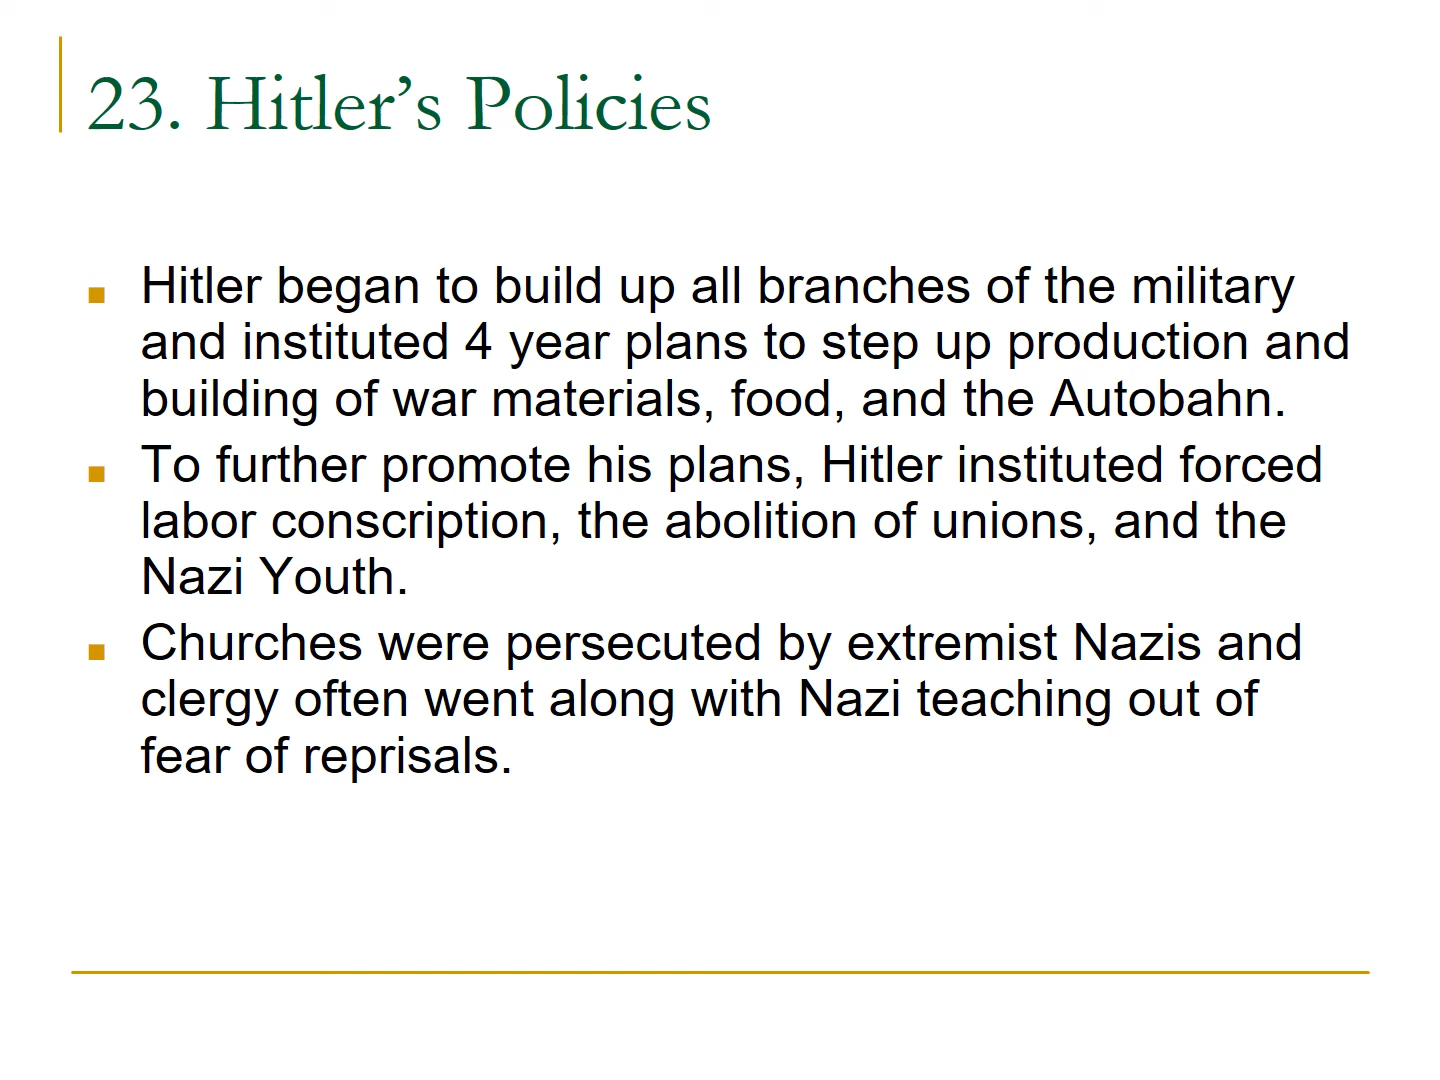 23. Hitler’s Policies
Hitler began to build up all branches of the military
and instituted 4 year plans to step up production and
building of war materials, food, and the Autobahn.
To further promote his plans, Hitler instituted forced
labor conscription, the abolition of unions, and the
Nazi Youth.
Churches were persecuted by extremist Nazis and
clergy often went along with Nazi teaching out of
fear of reprisals.